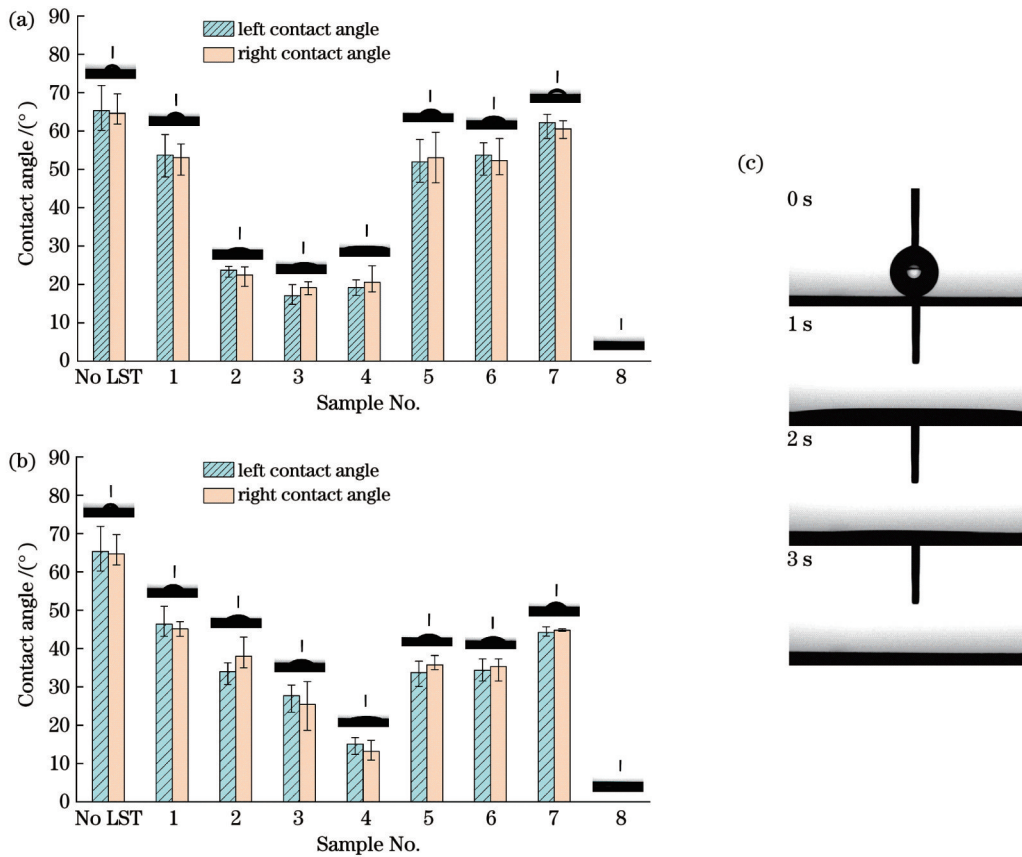 (a)
90
80
70
60
50
40
30
20
10
0
Contact angle /(° )
left contact angle
right contact angle
No LST 1 2 3 4 5 6 7 8
Sample No.
(b)
90
80
70
60
50
40
30
20
10
0
Contact angle /(° )
left contact angle
right contact angle
No LST 1 2 3 4 5 6 7 8
Sample No.
(c)
0 s
1 s
2 s
3 s